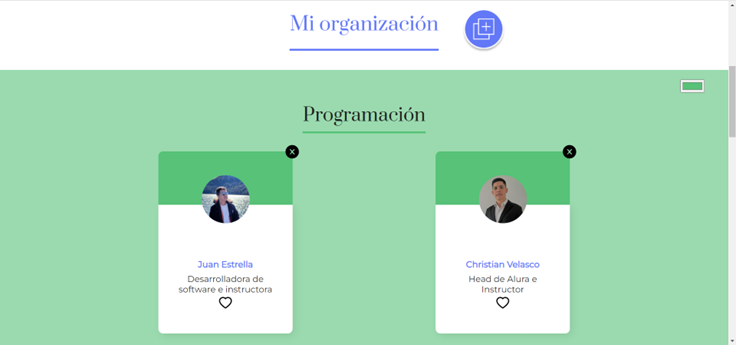 Mi organización
Programación
Juan Estrella
Desarrolladora de
software e instructora
Christian Velasco
Head de Alura e
Instructor